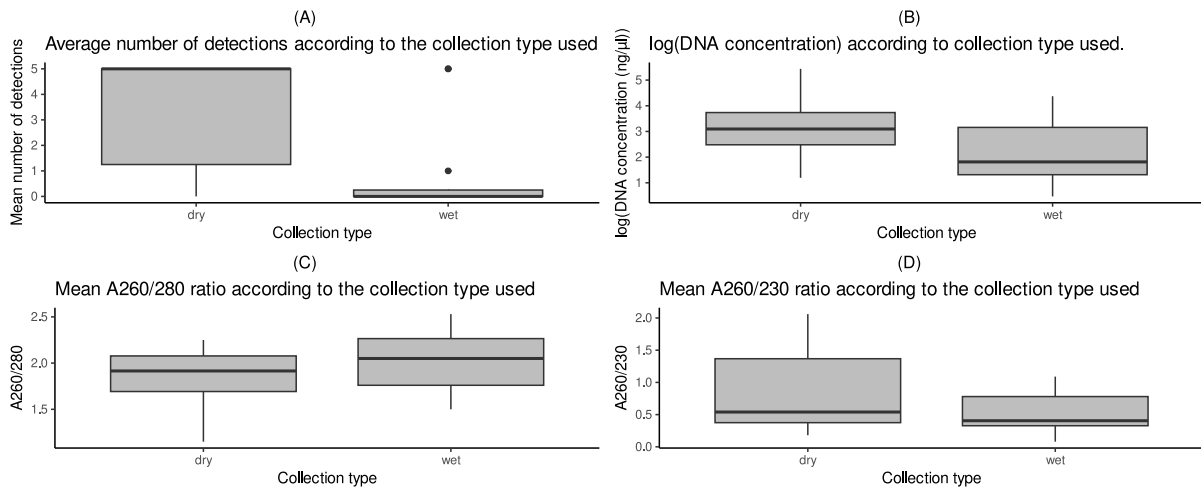 (A)
Average number of detections according to the collection type used
Mean number of detections
5
4
3
2
1
0
dry
wet
Collection type
(B)
log(DNA concentration) according to collection type used.
log(DNA concentration (ng/µl))
5
4
3
2
1
dry
wet
Collection type
(C)
Mean A260/280 ratio according to the collection type used
A260/280
2.5
2.0
1.5
dry
wet
Collection type
(D)
Mean A260/230 ratio according to the collection type used
A260/230
2.0
1.5
1.0
0.5
0.0
dry
wet
Collection type